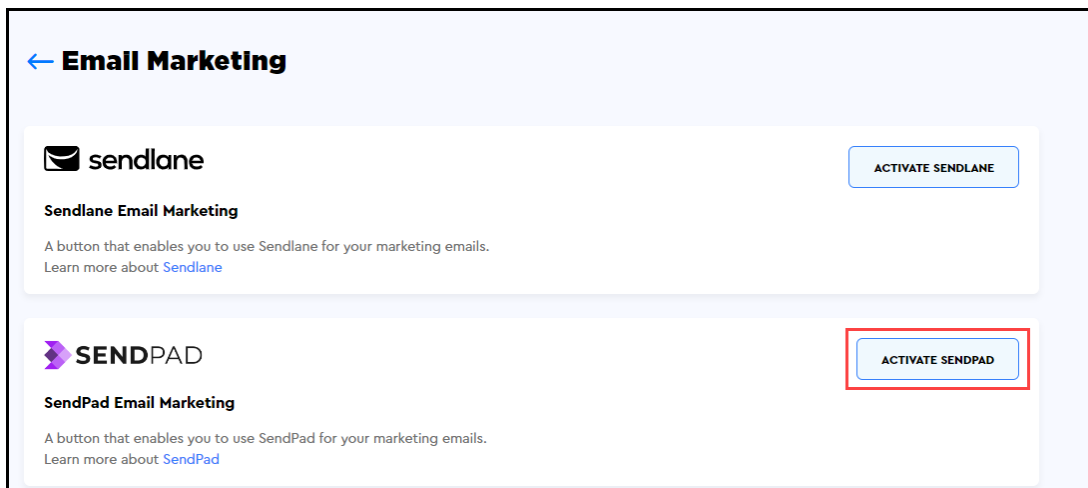 ← Email Marketing
sendlane
ACTIVATE SENDLANE
Sendlane Email Marketing
A button that enables you to use Sendlane for your marketing emails.
Learn more about Sendlane
SENDPAD
ACTIVATE SENDPAD
SendPad Email Marketing
A button that enables you to use SendPad for your marketing emails.
Learn more about SendPad